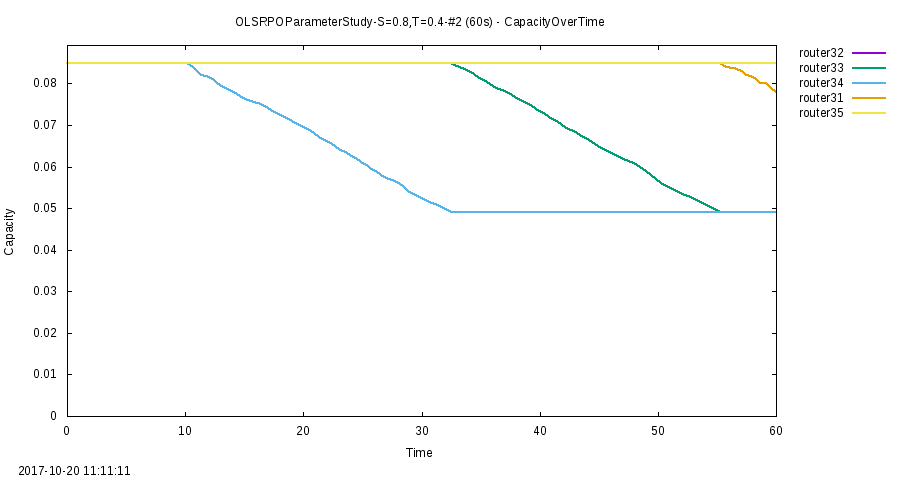 OLSRPOParameterStudy-S=0.8,T=0.4-#2 (60s) - CapacityOverTime
router32
router33
router34
router31
router35
0.08
0.07
0.06
0.05
0.04
0.03
0.02
0.01
0
Capacity
0 10 20 30 40 50 60
Time
2017-10-20 11:11:11